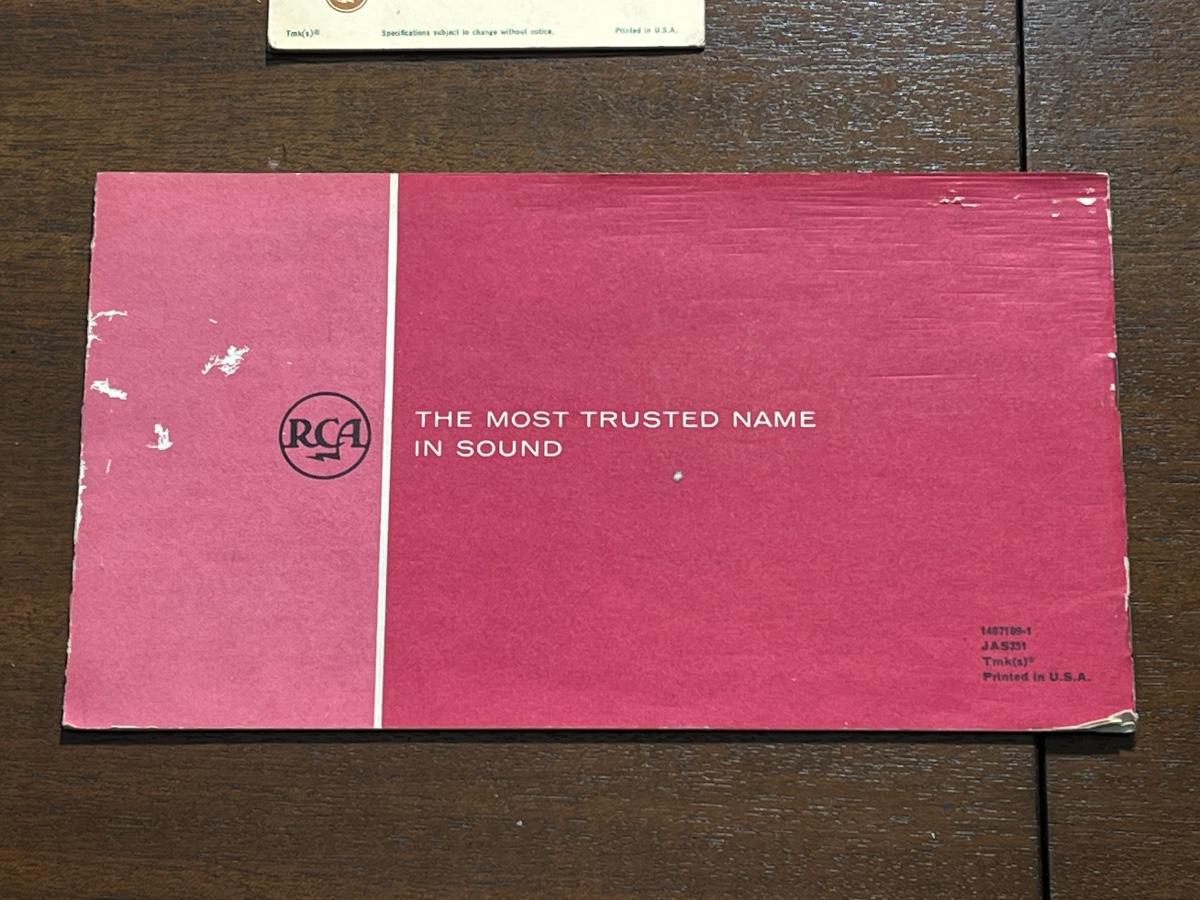 Tmk(s)® Specifications subject to change without notice. Printed in U.S.A.
RCA
THE MOST TRUSTED NAME
IN SOUND
1407109-1
JAS351
Tmk(s)®
Printed in U.S.A.